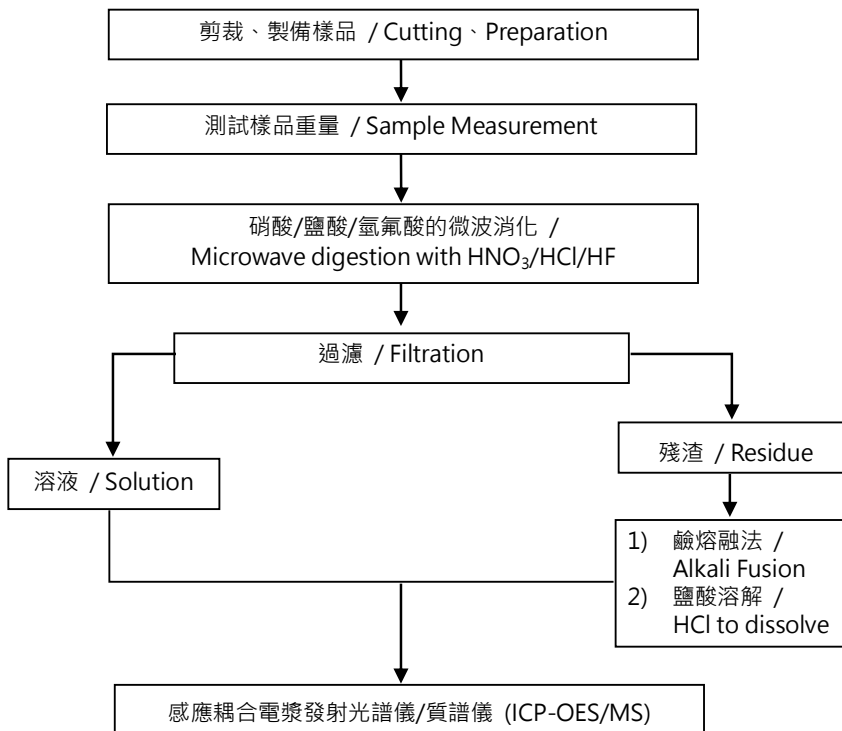 剪裁、製備樣品 / Cutting、Preparation
測試樣品重量 / Sample Measurement
硝酸/鹽酸/氫氟酸的微波消化 /
Microwave digestion with HNO₃/HCl/HF
過濾 / Filtration
溶液 / Solution
殘渣 / Residue
1) 鹼熔融法 /
Alkali Fusion
2) 鹽酸溶解 /
HCl to dissolve
感應耦合電漿發射光譜儀/質譜儀 (ICP-OES/MS)